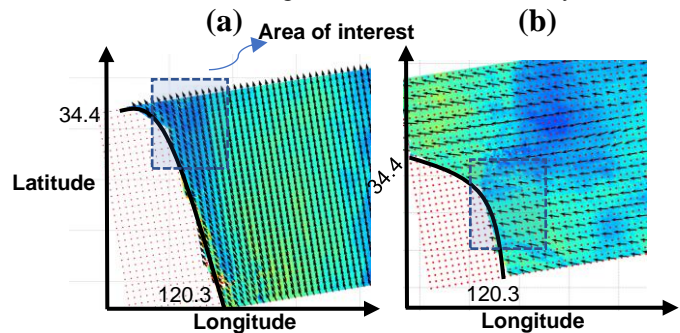 (a)
Area of interest
(b)
34.4
Latitude
120.3
Longitude
34.4
120.3
Longitude